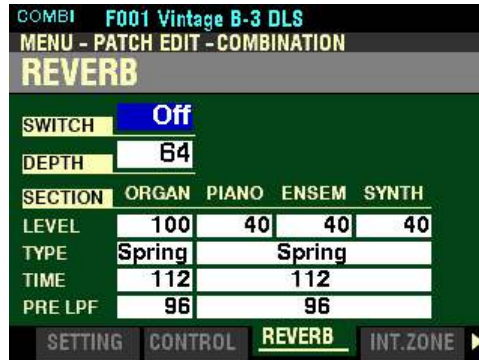 COMBI F001 Vintage B-3 DLS
MENU - PATCH EDIT - COMBINATION
REVERB
SWITCH Off
DEPTH 64
SECTION ORGAN PIANO ENSEM SYNTH
LEVEL 100 40 40 40
TYPE Spring Spring
TIME 112 112
PRE LPF 96 96
SETTING CONTROL REVERB INT.ZONE